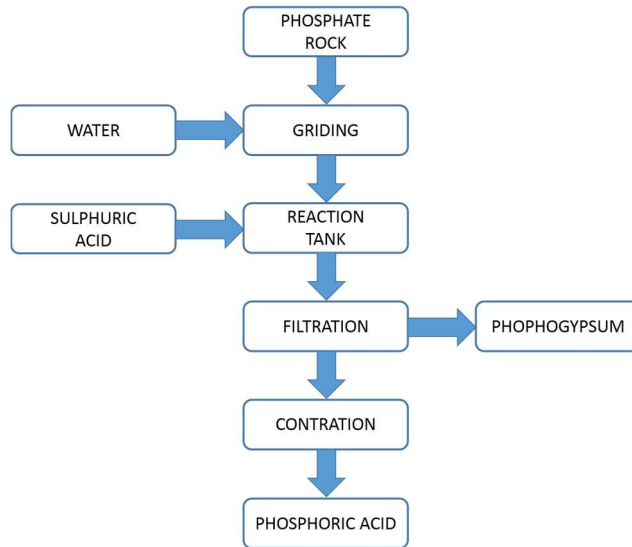 PHOSPHATE
ROCK
WATER
GRIDING
SULPHURIC
ACID
REACTION
TANK
FILTRATION
PHOPHOGYPSUM
CONTRATION
PHOSPHORIC ACID